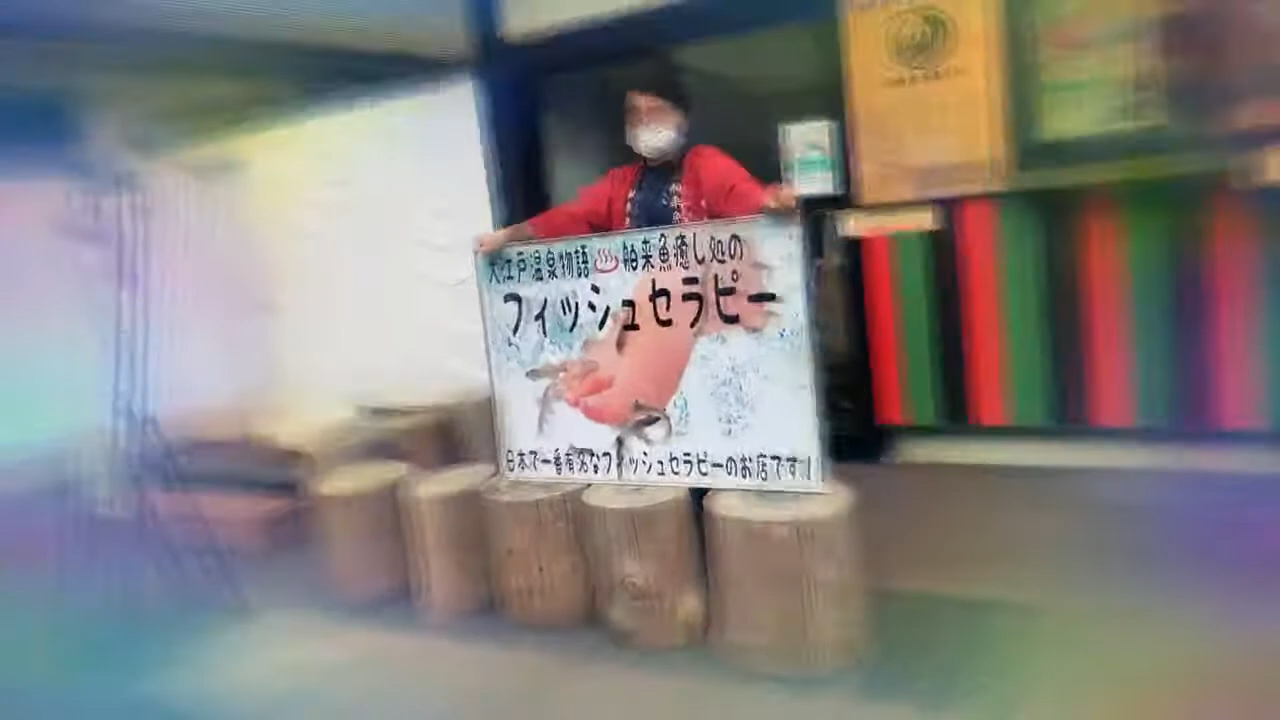 大江戸温泉物語♨舶来魚癒し処の
フィッシュセラピー
日本で一番有名なフィッシュセラピーのお店です!